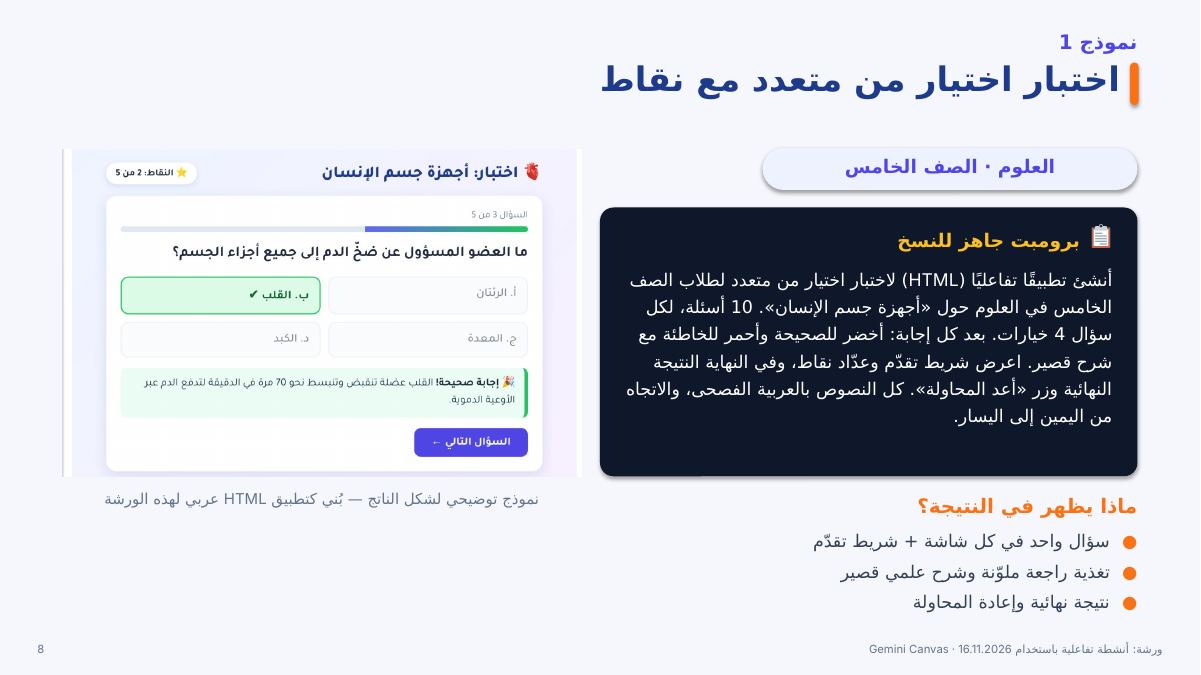 نموذج 1
اختبار اختيار من متعدد مع نقاط
العلوم · الصف الخامس
📋 برومبت جاهز للنسخ
أنشئ تطبيقًا تفاعليًا (HTML) لاختبار اختيار من متعدد لطلاب الصف
الخامس في العلوم حول «أجهزة جسم الإنسان». 10 أسئلة، لكل
سؤال 4 خيارات. بعد كل إجابة: أخضر للصحيحة وأحمر للخاطئة مع
شرح قصير. اعرض شريط تقدّم وعدّاد نقاط، وفي النهاية النتيجة
النهائية وزر «أعد المحاولة». كل النصوص بالعربية الفصحى، والاتجاه
من اليمين إلى اليسار.
ماذا يظهر في النتيجة؟
سؤال واحد في كل شاشة + شريط تقدّم
تغذية راجعة ملوّنة وشرح علمي قصير
نتيجة نهائية وإعادة المحاولة
🫀 اختبار: أجهزة جسم الإنسان
⭐ النقاط: 2 من 5
السؤال 3 من 5
ما العضو المسؤول عن ضخّ الدم إلى جميع أجزاء الجسم؟
أ. الرئتان
ب. القلب ✔
ج. المعدة
د. الكبد
🎉 إجابة صحيحة! القلب عضلة تنقبض وتنبسط نحو 70 مرة في الدقيقة لتدفع الدم عبر
الأوعية الدموية.
السؤال التالي ←
نموذج توضيحي لشكل الناتج — بُني كتطبيق HTML عربي لهذه الورشة
ورشة: أنشطة تفاعلية باستخدام Gemini Canvas · 16.11.2026
8